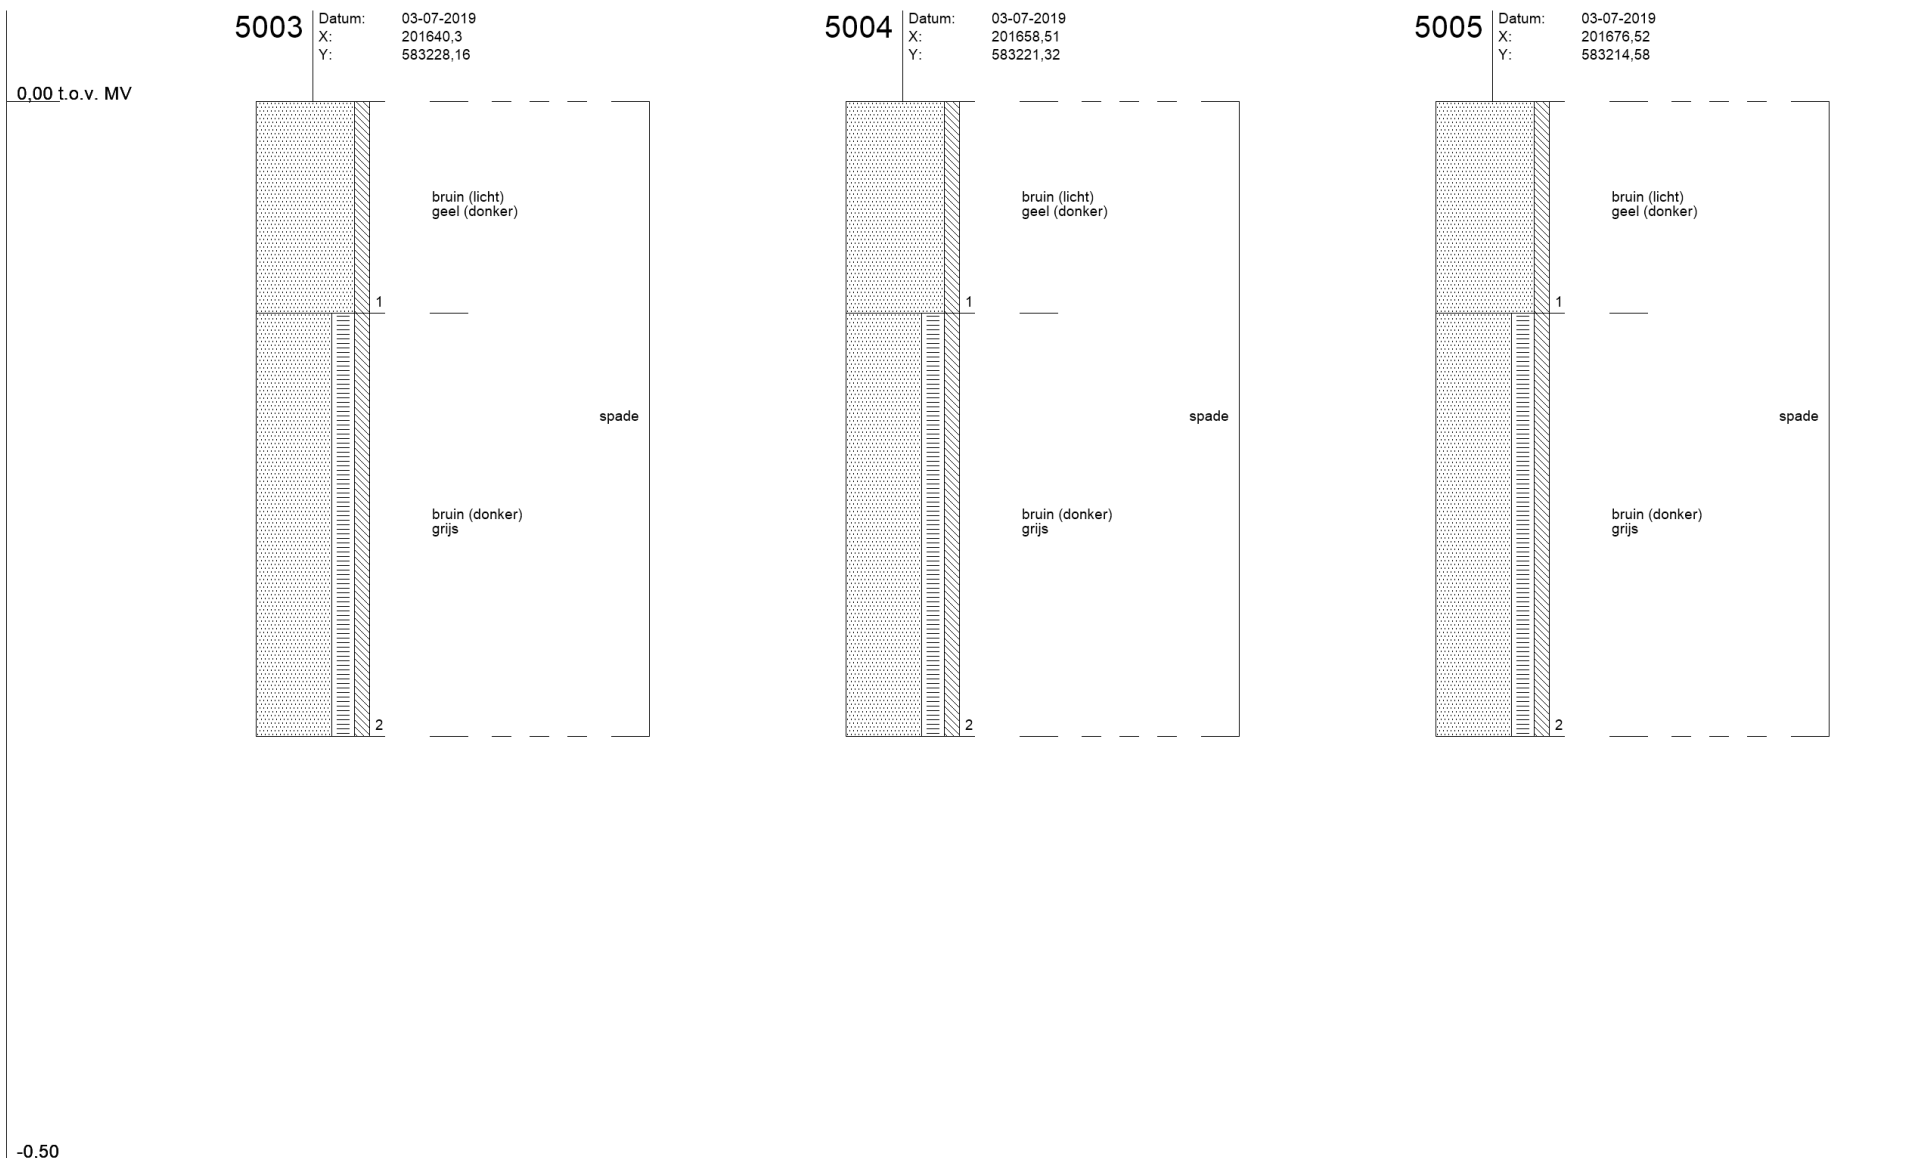 5003
Datum: 03-07-2019
X: 201640,3
Y: 583228,16
5004
Datum: 03-07-2019
X: 201658,51
Y: 583221,32
5005
Datum: 03-07-2019
X: 201676,52
Y: 583214,58
0,00 t.o.v. MV
bruin (licht)
geel (donker)
1
spade
bruin (donker)
grijs
2
bruin (licht)
geel (donker)
1
spade
bruin (donker)
grijs
2
bruin (licht)
geel (donker)
1
spade
bruin (donker)
grijs
2
-0.50